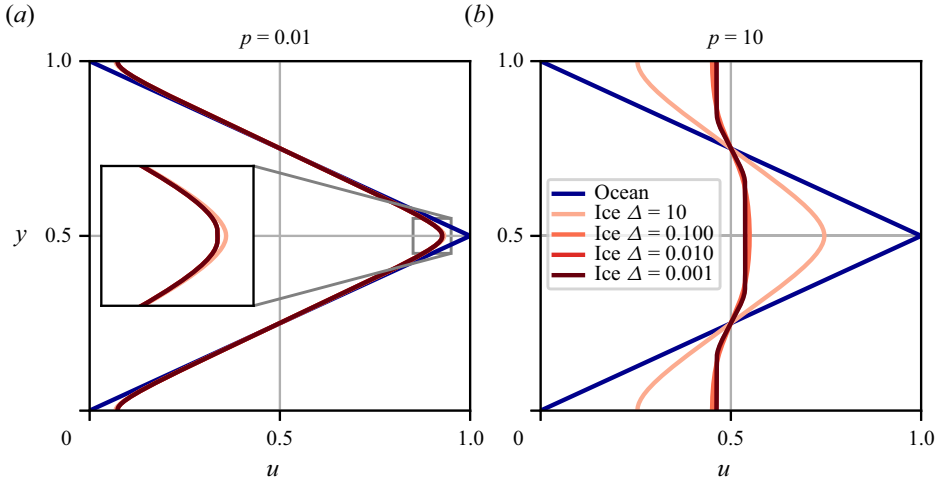 (a)
p = 0.01
1.0
y
0.5
0
0.5
1.0
u
(b)
p = 10
1.0
0.5
Ocean
Ice Δ = 10
Ice Δ = 0.100
Ice Δ = 0.010
Ice Δ = 0.001
0
0.5
1.0
u